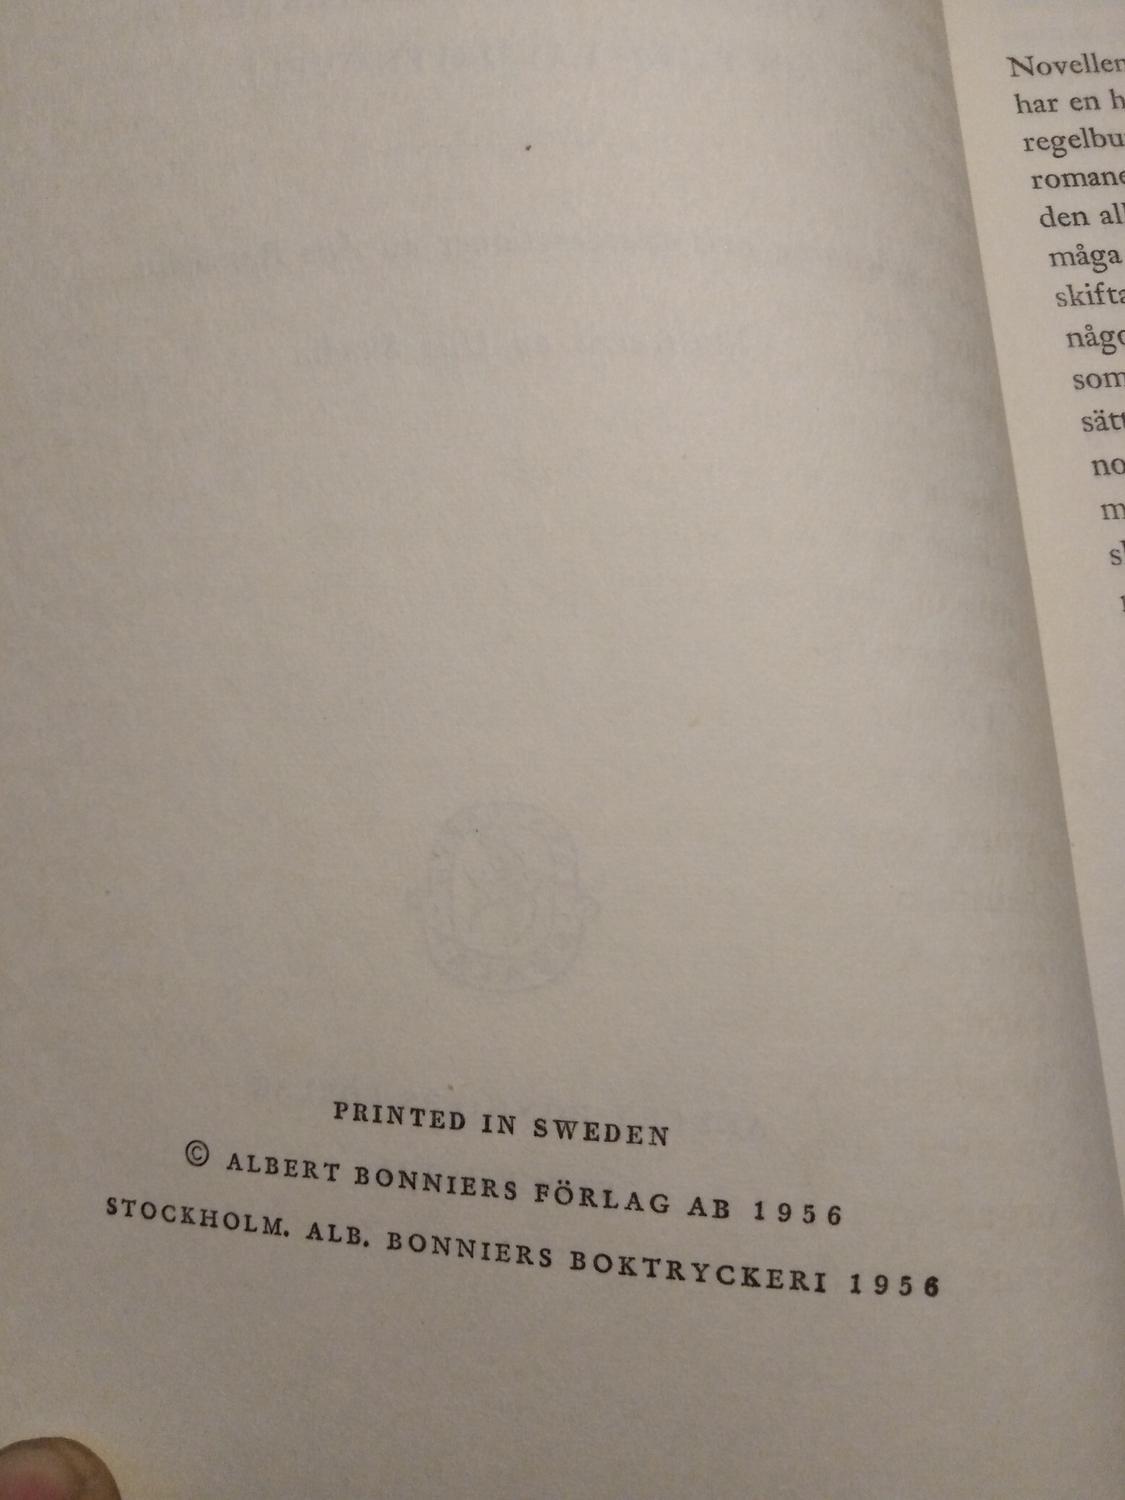 PRINTED IN SWEDEN
© ALBERT BONNIERS FÖRLAG AB 1956
STOCKHOLM. ALB. BONNIERS BOKTRYCKERI 1956
Novellen
har en h
regelbu
romane
den all
måga
skifta
någo
som
sätt
no
m